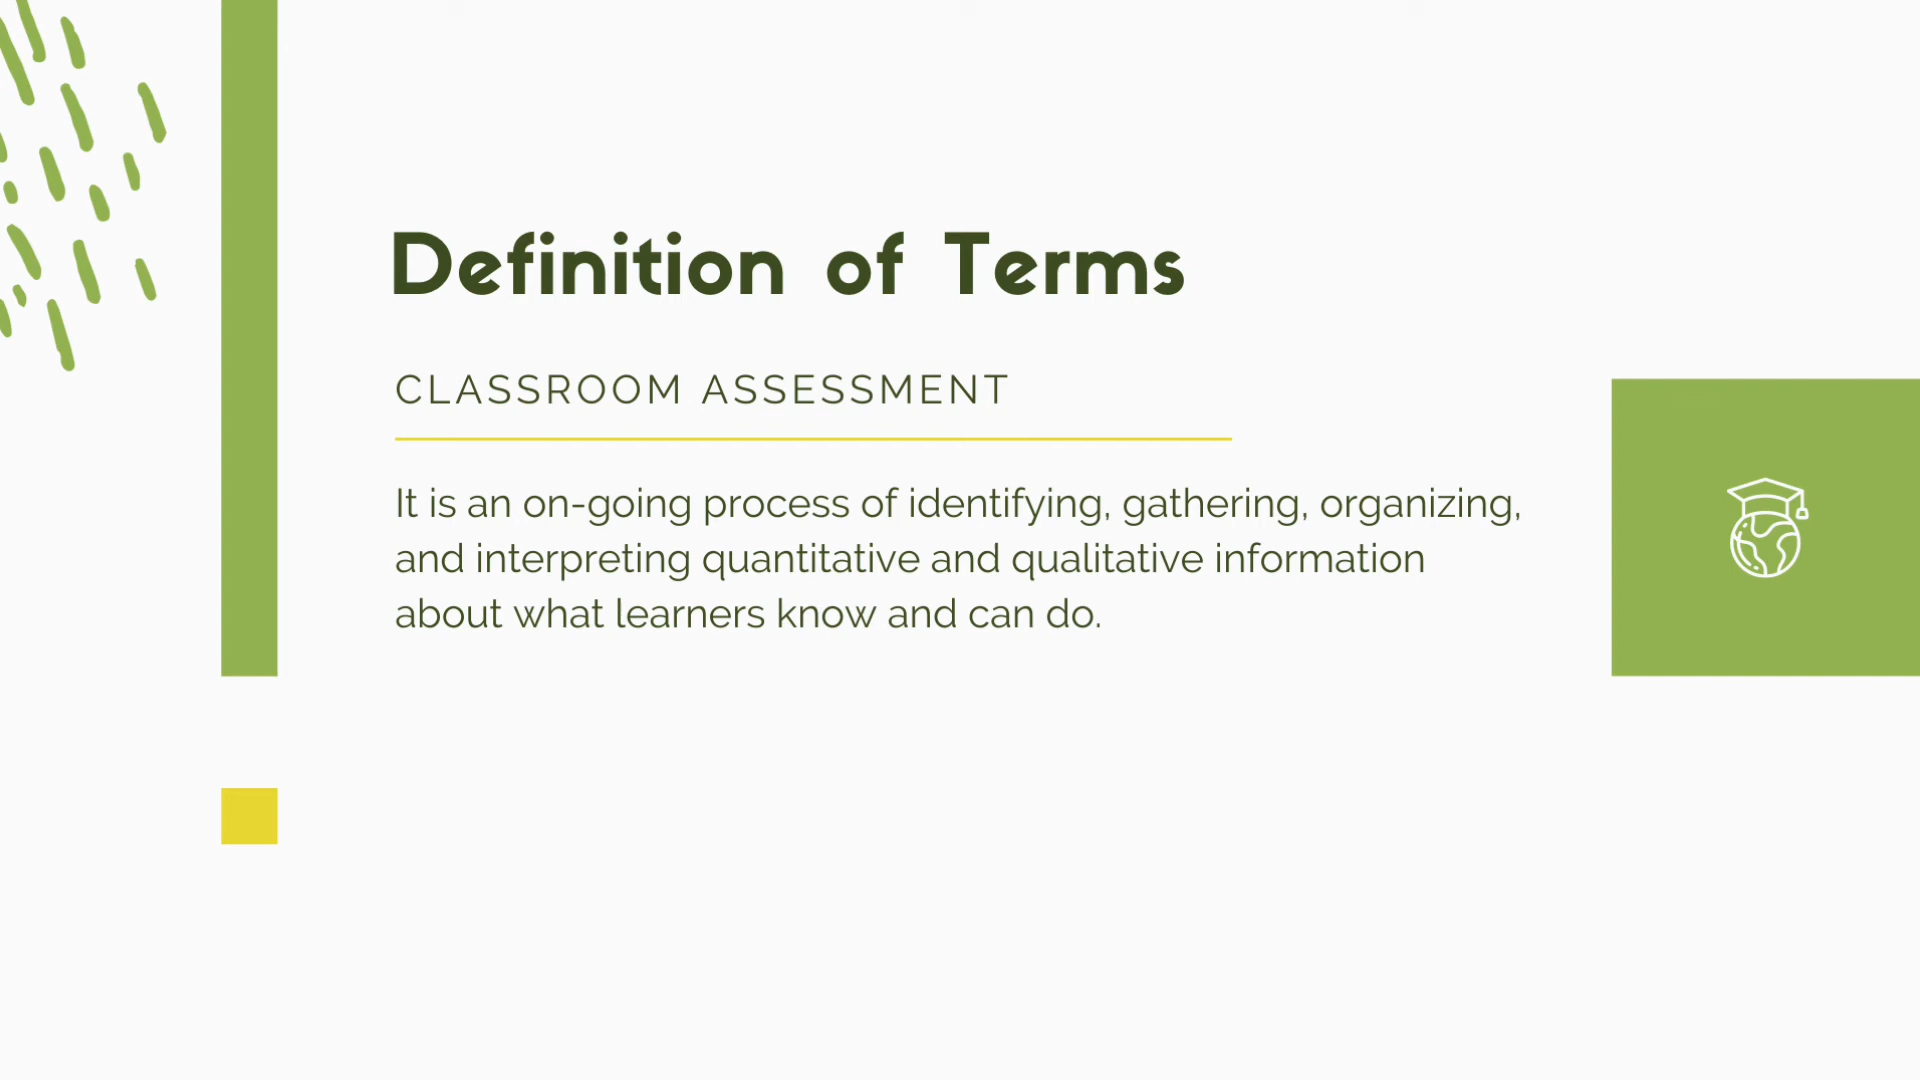 Definition of Terms
CLASSROOM ASSESSMENT
It is an on-going process of identifying, gathering, organizing,
and interpreting quantitative and qualitative information
about what learners know and can do.